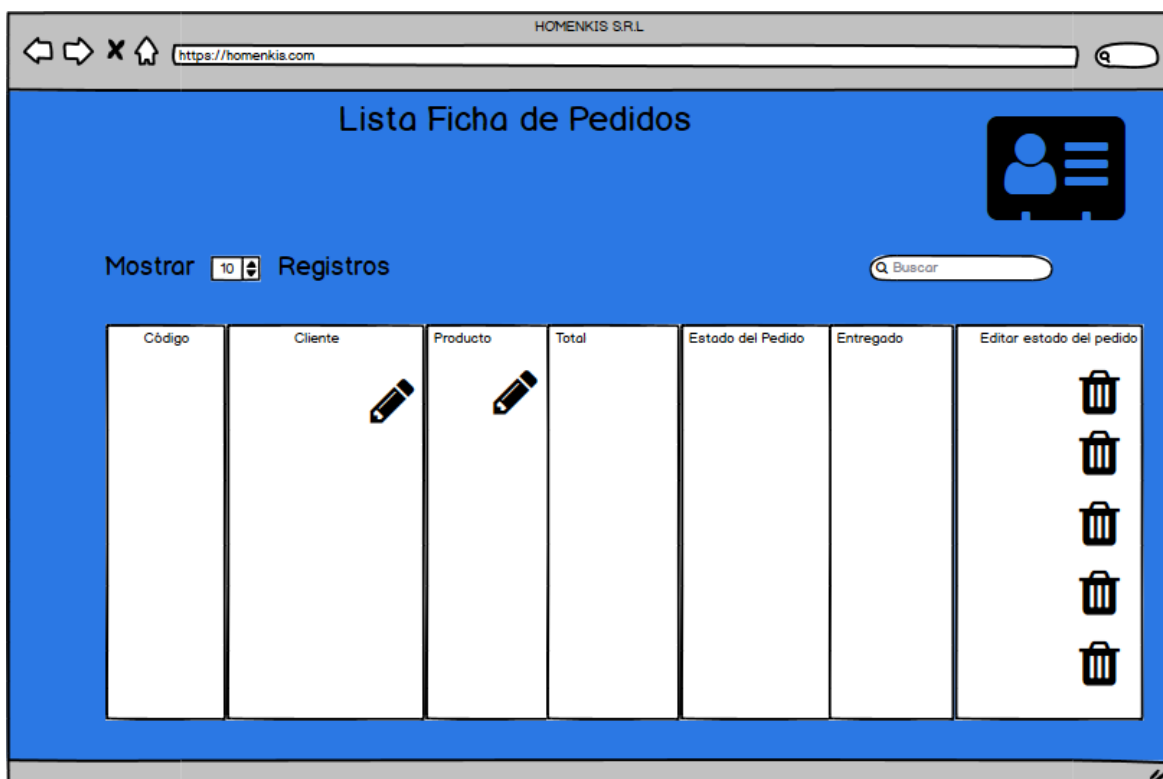 HOMENKIS S.R.L
https://homenkis.com
Lista Ficha de Pedidos
Mostrar 10 Registros
Buscar
Código Cliente Producto Total Estado del Pedido Entregado Editar estado del pedido